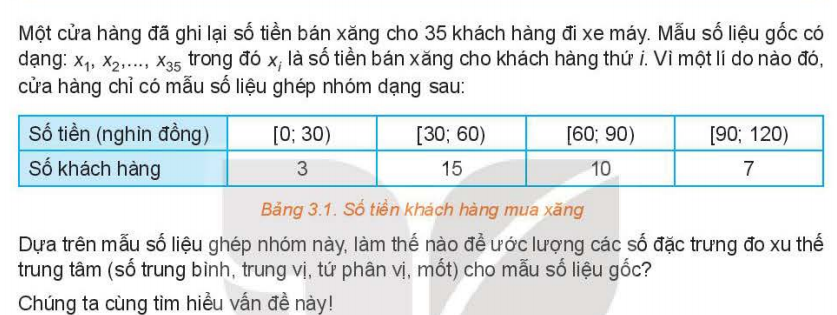 Một cửa hàng đã ghi lại số tiền bán xăng cho 35 khách hàng đi xe máy. Mẫu số liệu gốc có
dạng: x₁, x₂,..., x₃₅ trong đó xᵢ là số tiền bán xăng cho khách hàng thứ i. Vì một lí do nào đó,
cửa hàng chỉ có mẫu số liệu ghép nhóm dạng sau:
Số tiền (nghìn đồng) [0; 30) [30; 60) [60; 90) [90; 120)
Số khách hàng 3 15 10 7
Bảng 3.1. Số tiền khách hàng mua xăng
Dựa trên mẫu số liệu ghép nhóm này, làm thế nào để ước lượng các số đặc trưng đo xu thế
trung tâm (số trung bình, trung vị, tứ phân vị, mốt) cho mẫu số liệu gốc?
Chúng ta cùng tìm hiểu vấn đề này!